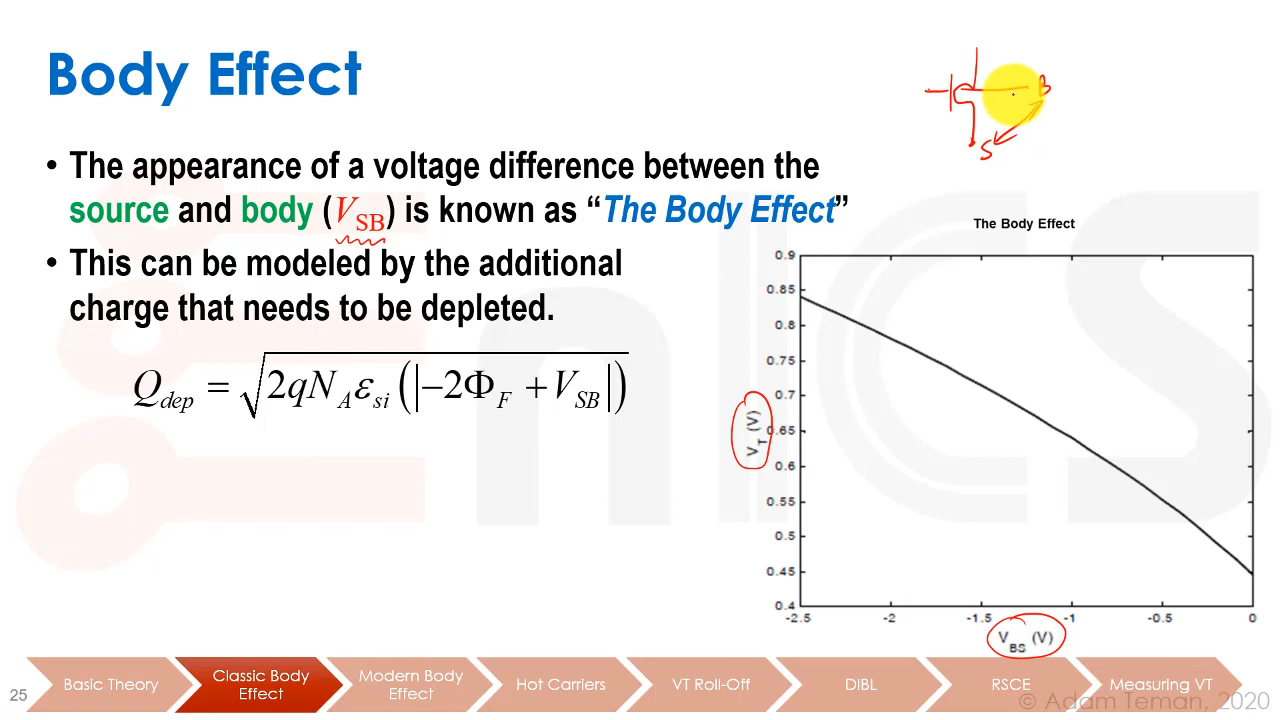 Body Effect
B
S
• The appearance of a voltage difference between the
source and body (V_SB) is known as “The Body Effect”
• This can be modeled by the additional
charge that needs to be depleted.
Q_dep = √(2qN_A ε_si (|−2Φ_F + V_SB|))
The Body Effect
0.9
0.85
0.8
0.75
0.7
0.65
0.6
0.55
0.5
0.45
0.4
V_T (V)
-2.5 -2 -1.5 -1 -0.5 0
V_BS (V)
Basic Theory
Classic Body
Effect
Modern Body
Effect
Hot Carriers
VT Roll-Off
DIBL
RSCE
Measuring VT
25
© Adam Teman, 2020
nICS